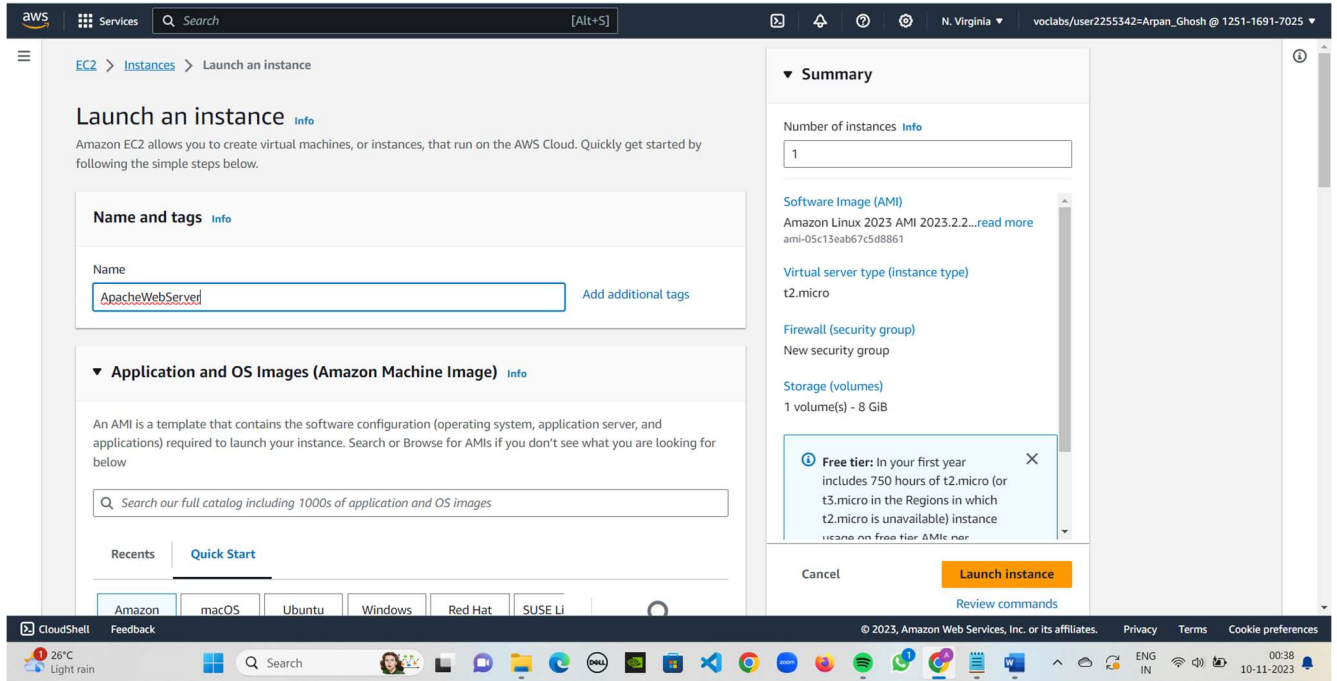 aws
Services
Search
[Alt+S]
N. Virginia
voclabs/user2255342=Arpan_Ghosh @ 1251-1691-7025
EC2 > Instances > Launch an instance
Launch an instance Info
Amazon EC2 allows you to create virtual machines, or instances, that run on the AWS Cloud. Quickly get started by
following the simple steps below.
Name and tags Info
Name
ApacheWebServer
Add additional tags
Application and OS Images (Amazon Machine Image) Info
An AMI is a template that contains the software configuration (operating system, application server, and
applications) required to launch your instance. Search or Browse for AMIs if you don't see what you are looking for
below
Search our full catalog including 1000s of application and OS images
Recents
Quick Start
Amazon
macOS
Ubuntu
Windows
Red Hat
SUSE Li
Summary
Number of instances Info
1
Software Image (AMI)
Amazon Linux 2023 AMI 2023.2.2...read more
ami-05c13eab67c5d8861
Virtual server type (instance type)
t2.micro
Firewall (security group)
New security group
Storage (volumes)
1 volume(s) - 8 GiB
Free tier: In your first year
includes 750 hours of t2.micro (or
t3.micro in the Regions in which
t2.micro is unavailable) instance
usage on free tier AMIs per
Cancel
Launch instance
Review commands
CloudShell
Feedback
© 2023, Amazon Web Services, Inc. or its affiliates.
Privacy
Terms
Cookie preferences
1
26°C
Light rain
Search
DELL
zoom
ENG
IN
00:38
10-11-2023